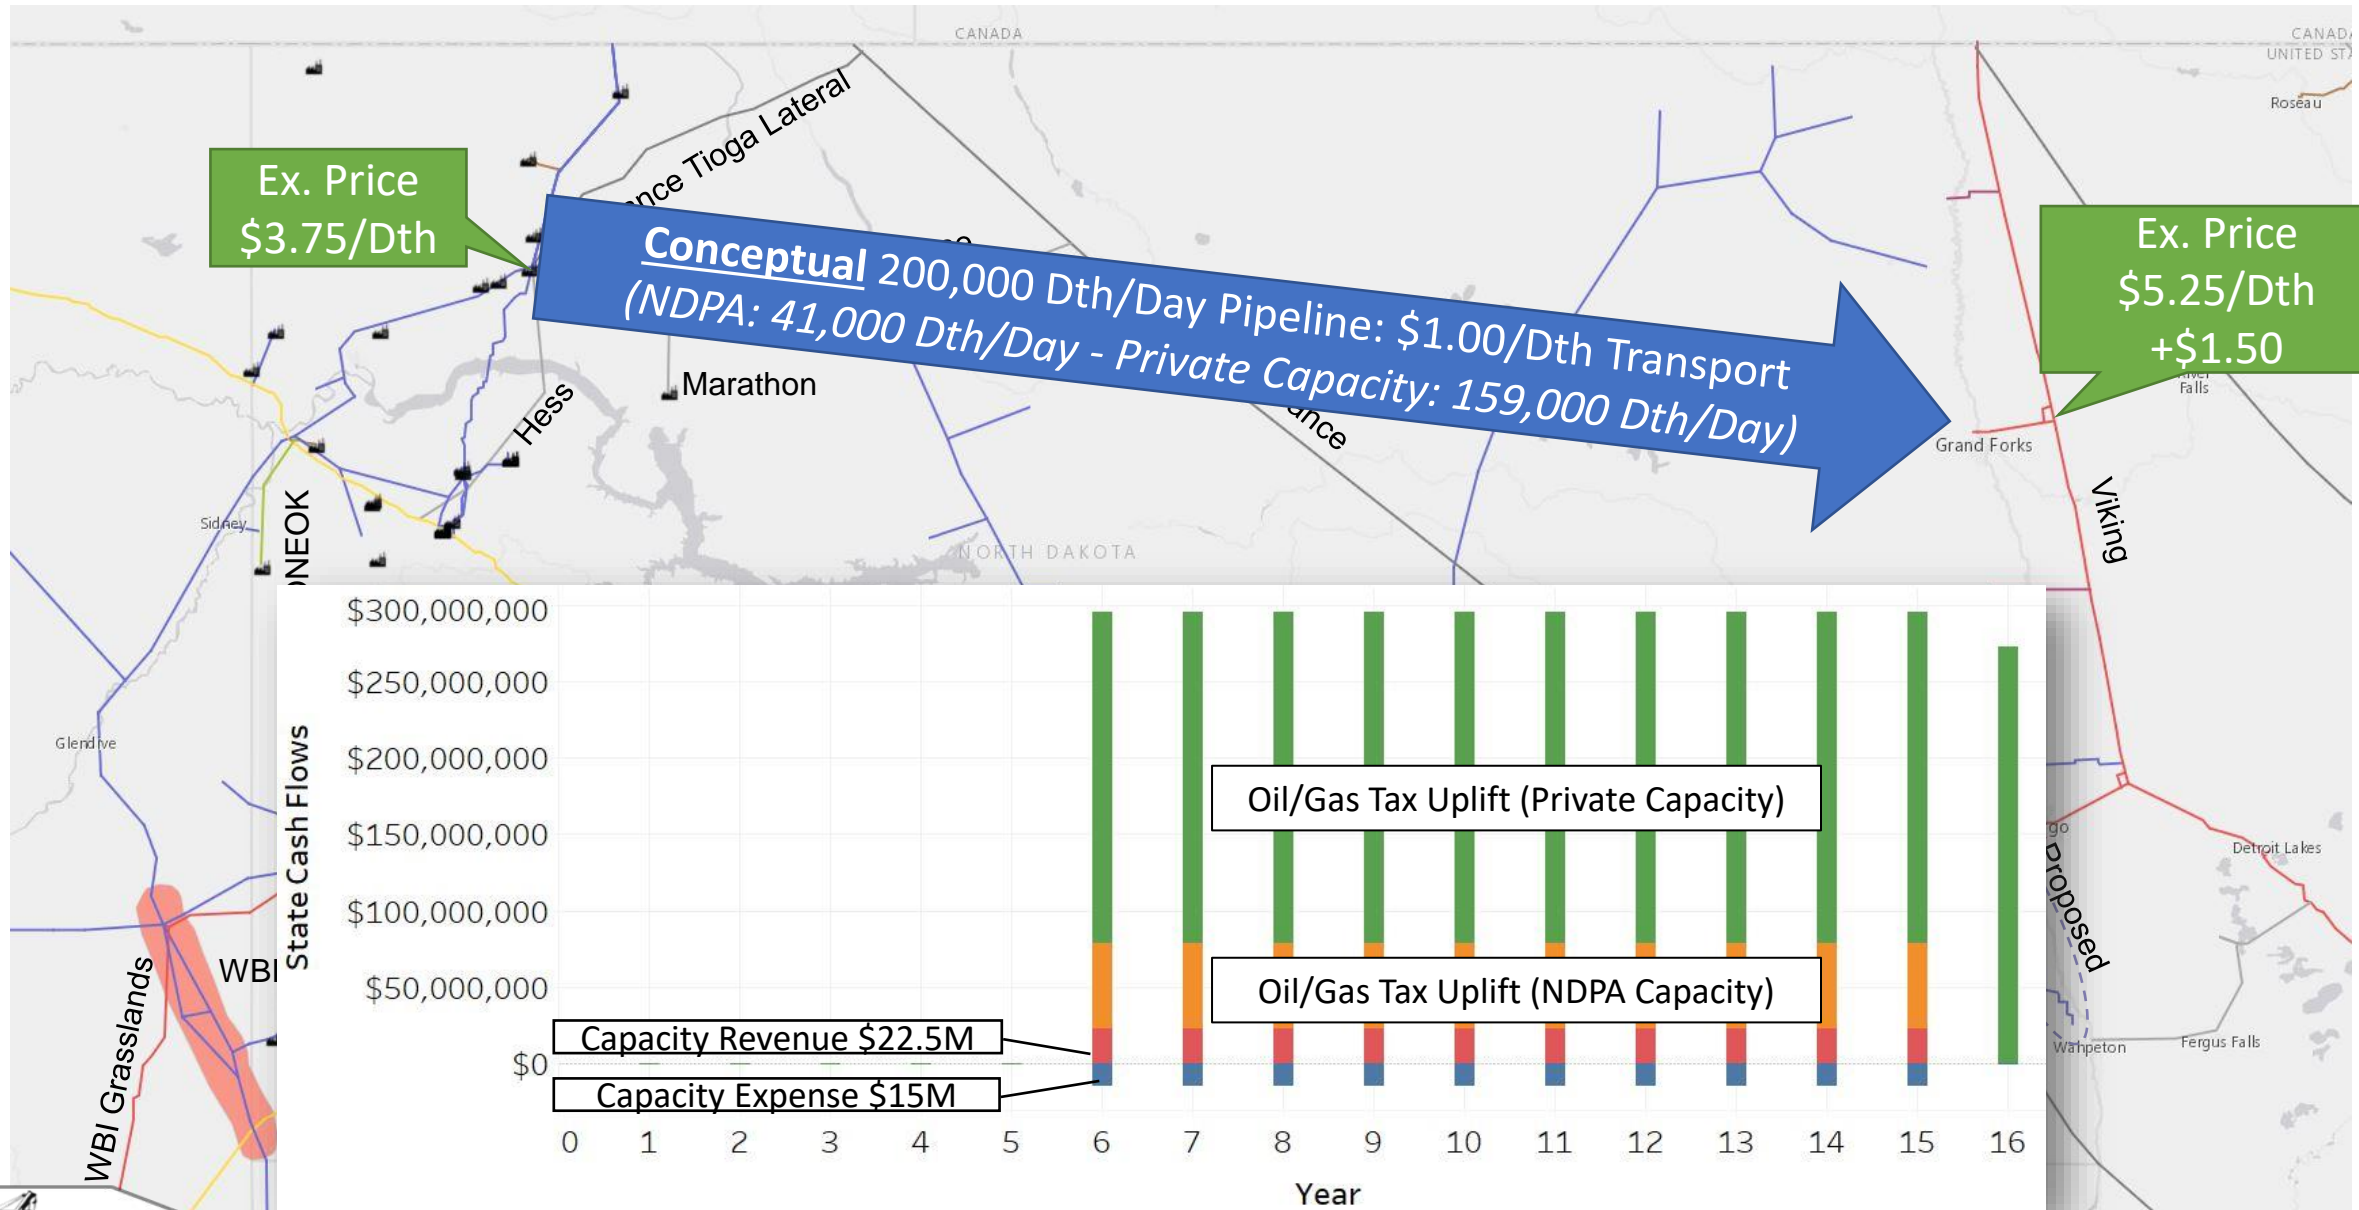 CANADA
CANADA
UNITED STA
Roseau
Tioga Lateral
Ex. Price
$3.75/Dth
Ex. Price
$5.25/Dth
+$1.50
Conceptual 200,000 Dth/Day Pipeline: $1.00/Dth Transport
(NDPA: 41,000 Dth/Day - Private Capacity: 159,000 Dth/Day)
Falls
Marathon
Hess
Grand Forks
Viking
Sidney
ONEOK
NORTH DAKOTA
Glendive
Detroit Lakes
Proposed
WBI
WBI Grasslands
Wahpeton
Fergus Falls
State Cash Flows
$300,000,000
$250,000,000
$200,000,000
$150,000,000
$100,000,000
$50,000,000
$0
Oil/Gas Tax Uplift (Private Capacity)
Oil/Gas Tax Uplift (NDPA Capacity)
Capacity Revenue $22.5M
Capacity Expense $15M
0 1 2 3 4 5 6 7 8 9 10 11 12 13 14 15 16
Year